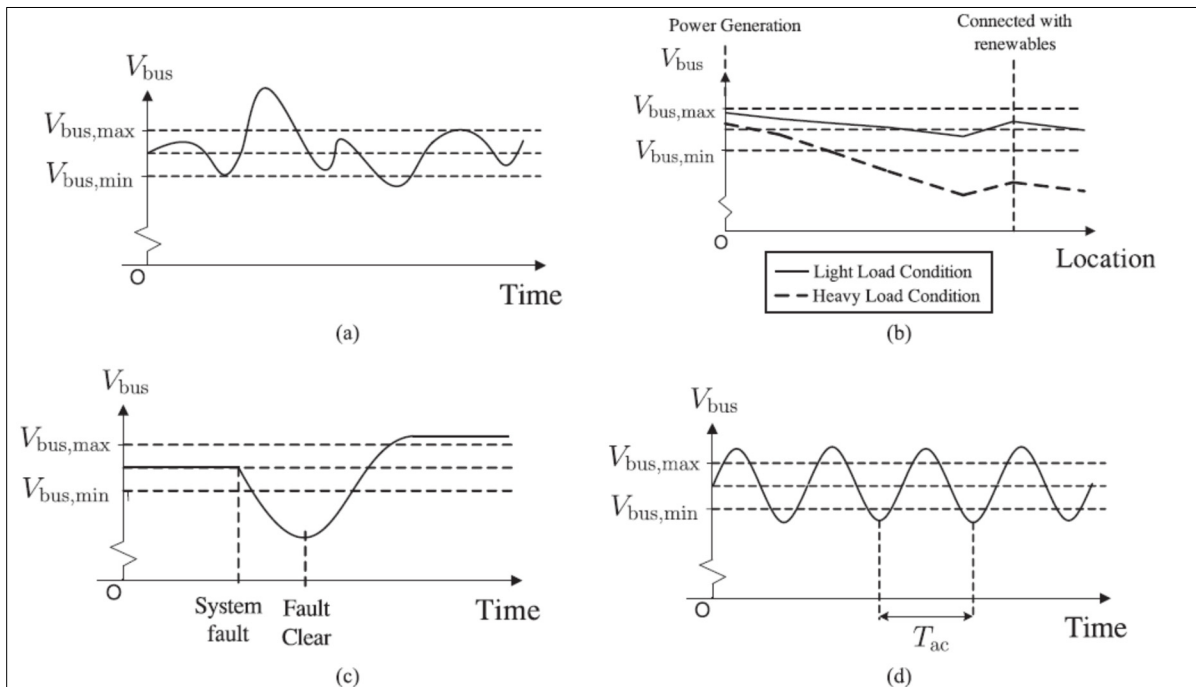 V_bus
V_bus,max
V_bus,min
O
Time
(a)
Power Generation
Connected with
renewables
V_bus
V_bus,max
V_bus,min
O
Location
Light Load Condition
Heavy Load Condition
(b)
V_bus
V_bus,max
V_bus,min
O
System
fault
Fault
Clear
Time
(c)
V_bus
V_bus,max
V_bus,min
O
T_ac
Time
(d)